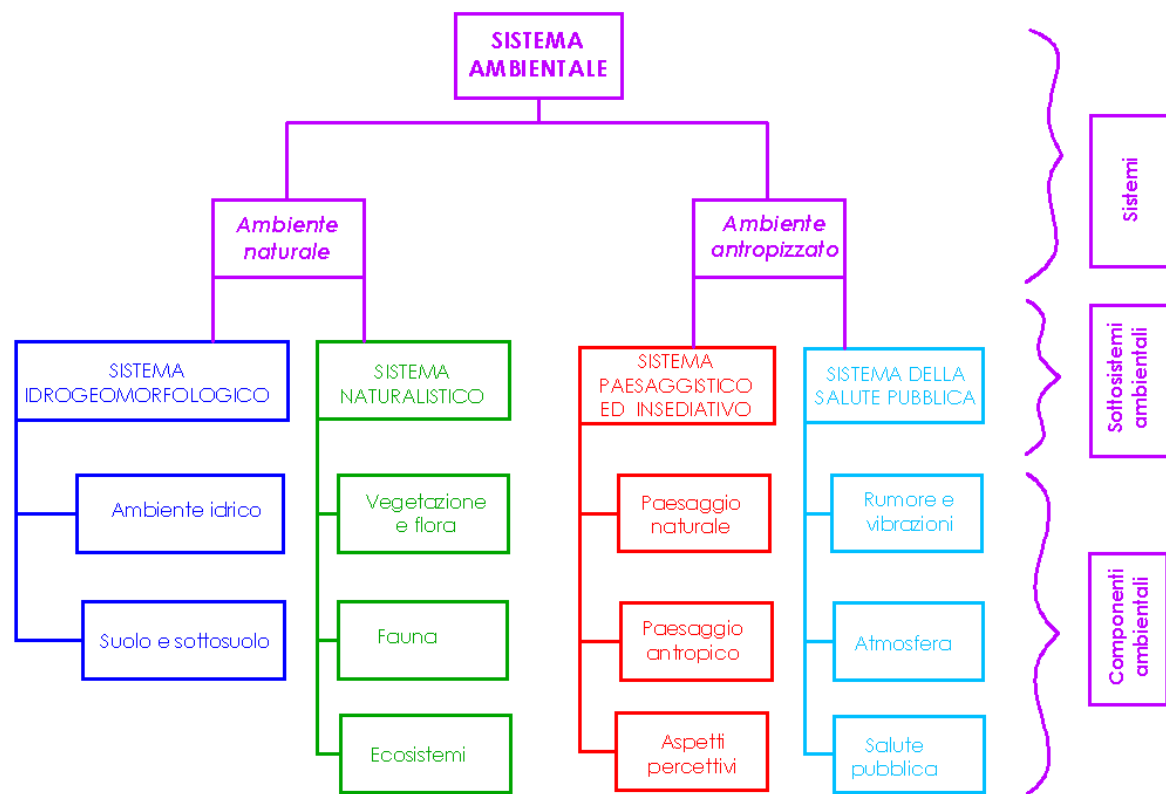 SISTEMA
AMBIENTALE
Ambiente
naturale
Ambiente
antropizzato
Sistemi
SISTEMA
IDROGEOMORFOLOGICO
SISTEMA
NATURALISTICO
SISTEMA
PAESAGGISTICO
ED INSEDIATIVO
SISTEMA DELLA
SALUTE PUBBLICA
Sottosistemi
ambientali
Ambiente idrico
Vegetazione
e flora
Paesaggio
naturale
Rumore e
vibrazioni
Suolo e sottosuolo
Fauna
Paesaggio
antropico
Atmosfera
Componenti
ambientali
Ecosistemi
Aspetti
percettivi
Salute
pubblica